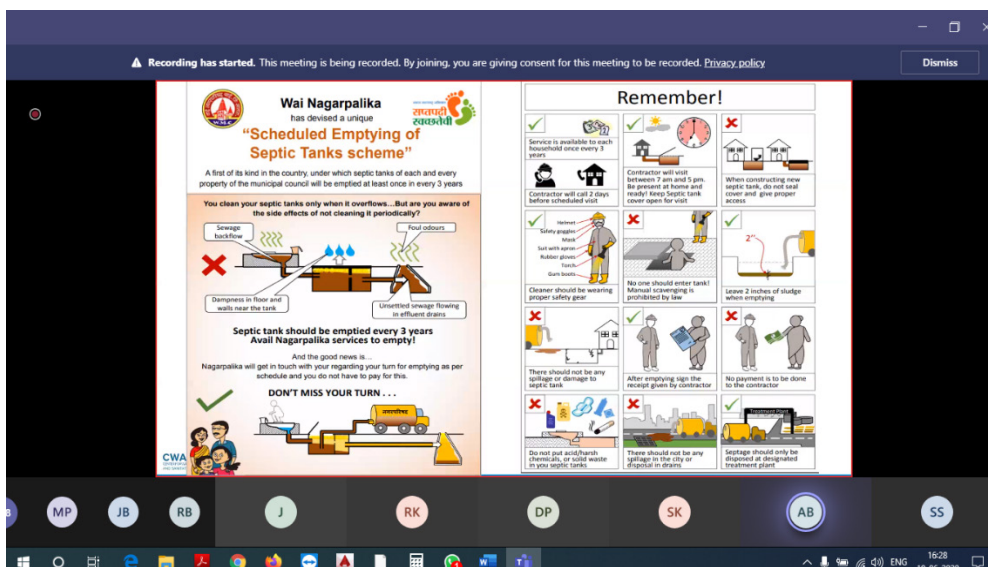 Recording has started. This meeting is being recorded. By joining, you are giving consent for this meeting to be recorded. Privacy policy
Dismiss
W.M.C.
Wai Nagarpalika
has devised a unique
"Scheduled Emptying of
Septic Tanks scheme"
सप्तपदी
स्वच्छतेची
A first of its kind in the country, under which septic tanks of each and every
property of the municipal council will be emptied at least once in every 3 years
You clean your septic tanks only when it overflows...But are you aware of
the side effects of not cleaning it periodically?
Sewage
backflow
Foul odours
Dampness in floor and
walls near the tank
Unsettled sewage flowing
in effluent drains
Septic tank should be emptied every 3 years
Avail Nagarpalika services to empty!
And the good news is...
Nagarpalika will get in touch with your regarding your turn for emptying as per
schedule and you do not have to pay for this.
DON'T MISS YOUR TURN . . .
नगरपरिषद
CWA
Remember!
Service is available to each
household once every 3
years
Contractor will call 2 days
before scheduled visit
Contractor will visit
between 7 am and 5 pm.
Be present at home and
ready! Keep Septic tank
cover open for visit
When constructing new
septic tank, do not seal
cover and give proper
access
Helmet
Safety goggles
Mask
Suit with apron
Rubber gloves
Torch
Gum boots
Cleaner should be wearing
proper safety gear
No one should enter tank!
Manual scavenging is
prohibited by law
2"
Leave 2 inches of sludge
when emptying
There should not be any
spillage or damage to
septic tank
After emptying sign the
receipt given by contractor
No payment is to be done
to the contractor
Do not put acid/harsh
chemicals, or solid waste
in you septic tanks
There should not be any
spillage in the city or
disposal in drains
Treatment Plant
Septage should only be
disposed at designated
treatment plant
MP
JB
RB
J
RK
DP
SK
AB
SS
ENG
16:28